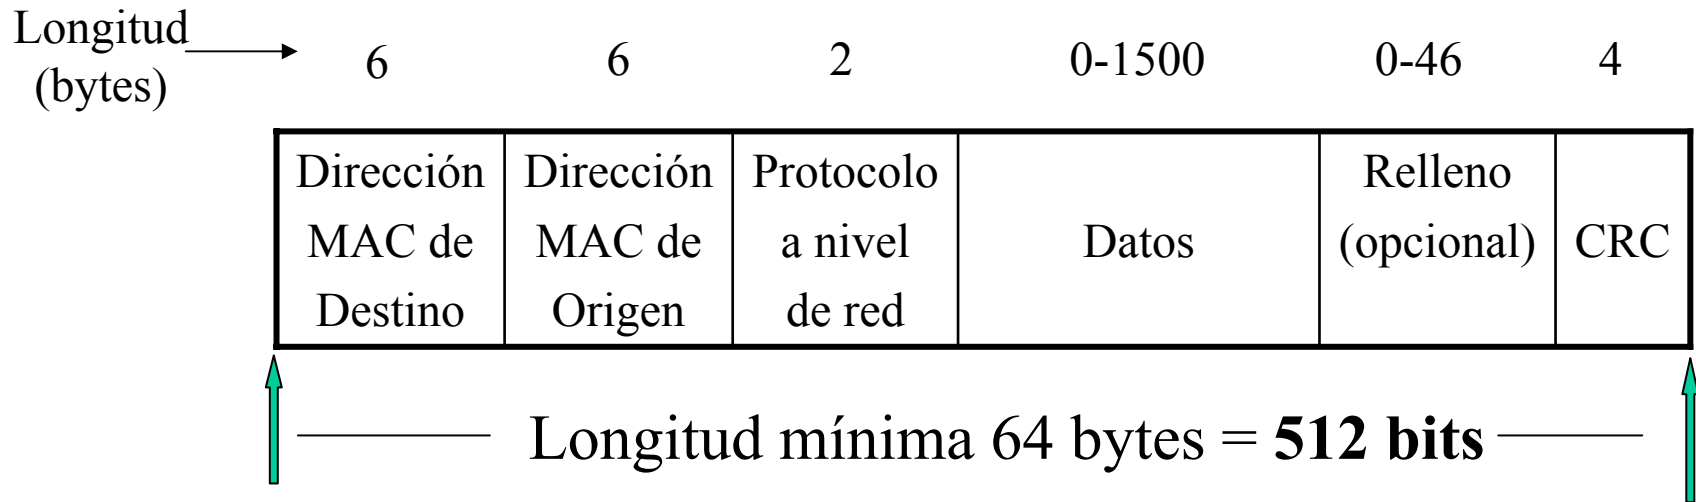 Longitud
(bytes)
6 6 2 0-1500 0-46 4
Dirección
MAC de
Destino
Dirección
MAC de
Origen
Protocolo
a nivel
de red
Datos
Relleno
(opcional)
CRC
Longitud mínima 64 bytes = 512 bits